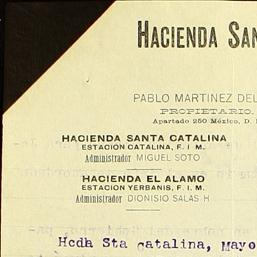 HACIENDA SAN
PABLO MARTINEZ DEL
PROPIETARIO.
Apartado 250 México, D.
HACIENDA SANTA CATALINA
ESTACION CATALINA, F. I. M.
Administrador MIGUEL SOTO
HACIENDA EL ALAMO
ESTACION YERBANIS, F. I. M.
Administrador DIONISIO SALAS H
Hcda Sta catalina, Mayo